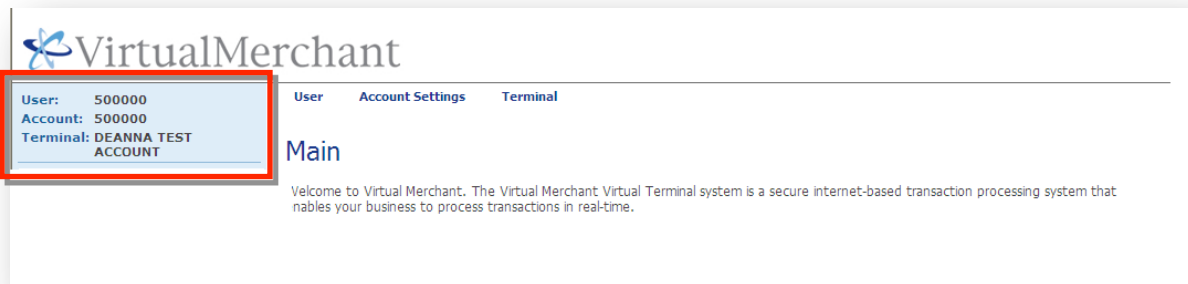 VirtualMerchant
User: 500000
Account: 500000
Terminal: DEANNA TEST
ACCOUNT
User Account Settings Terminal
Main
Velcome to Virtual Merchant. The Virtual Merchant Virtual Terminal system is a secure internet-based transaction processing system that
nables your business to process transactions in real-time.